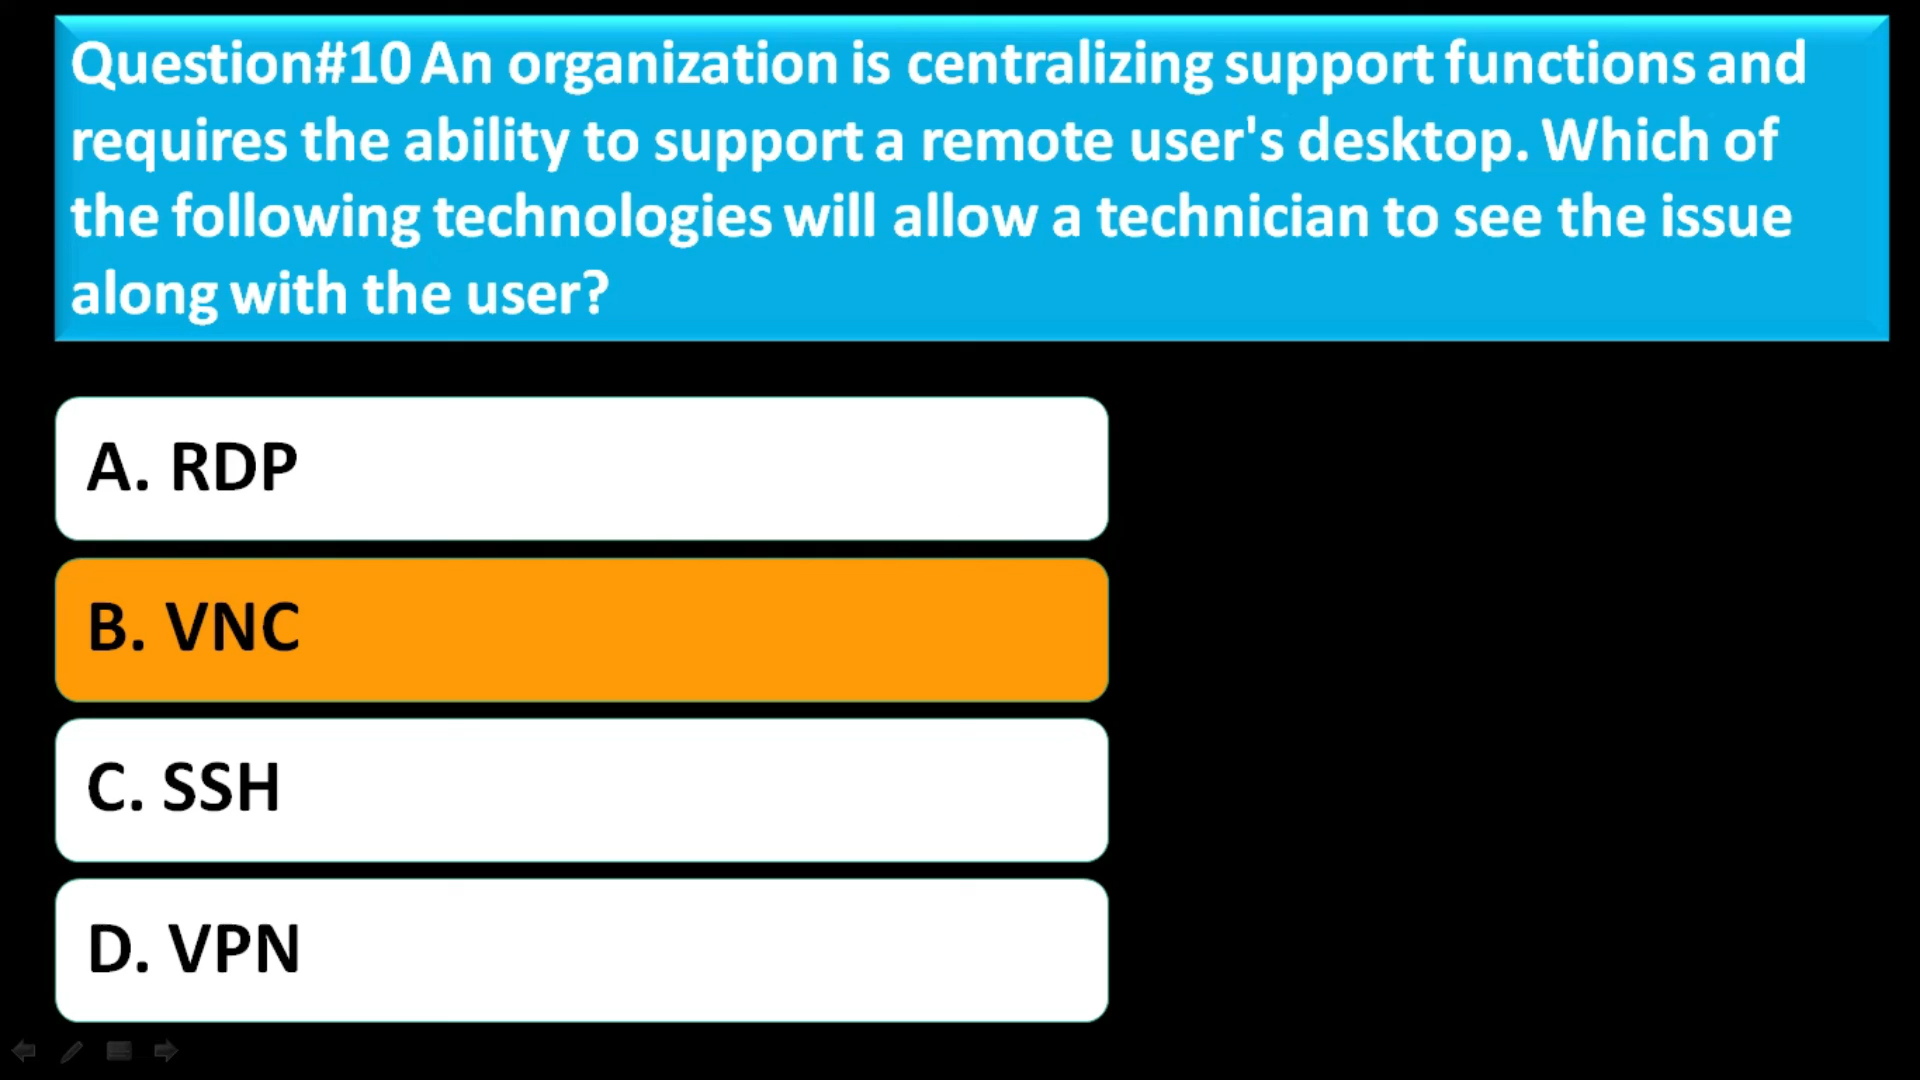 Question#10 An organization is centralizing support functions and
requires the ability to support a remote user's desktop. Which of
the following technologies will allow a technician to see the issue
along with the user?
A. RDP
B. VNC
C. SSH
D. VPN